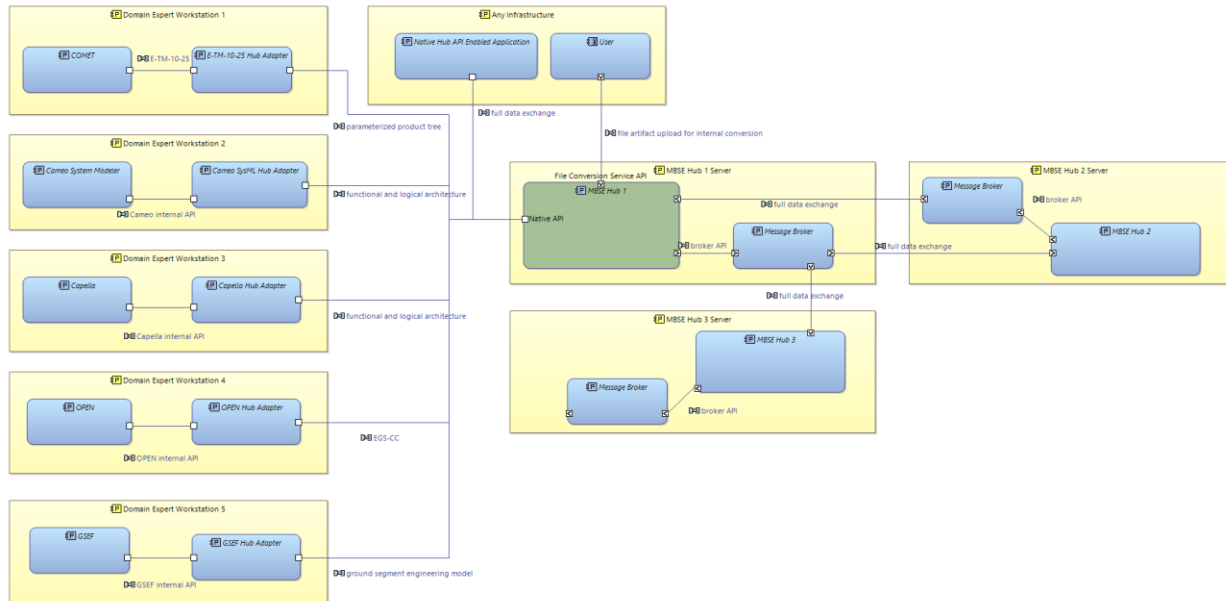 Domain Expert Workstation 1
COMET
E-TM-10-25
E-TM-10-25 Hub Adapter
parameterized product tree
Domain Expert Workstation 2
Cameo System Modeler
Cameo SysML Hub Adapter
functional and logical architecture
Cameo internal API
Domain Expert Workstation 3
Capella
Capella Hub Adapter
functional and logical architecture
Capella internal API
Domain Expert Workstation 4
OPEN
OPEN Hub Adapter
EGS-CC
OPEN internal API
Domain Expert Workstation 5
GSEF
GSEF Hub Adapter
GSEF internal API
ground segment engineering model
Any Infrastructure
Native Hub API Enabled Application
User
full data exchange
file artifact upload for internal conversion
MBSE Hub 1 Server
File Conversion Service API
MBSE Hub 1
Native API
broker API
Message Broker
full data exchange
full data exchange
full data exchange
MBSE Hub 2 Server
Message Broker
broker API
MBSE Hub 2
MBSE Hub 3 Server
MBSE Hub 3
Message Broker
broker API